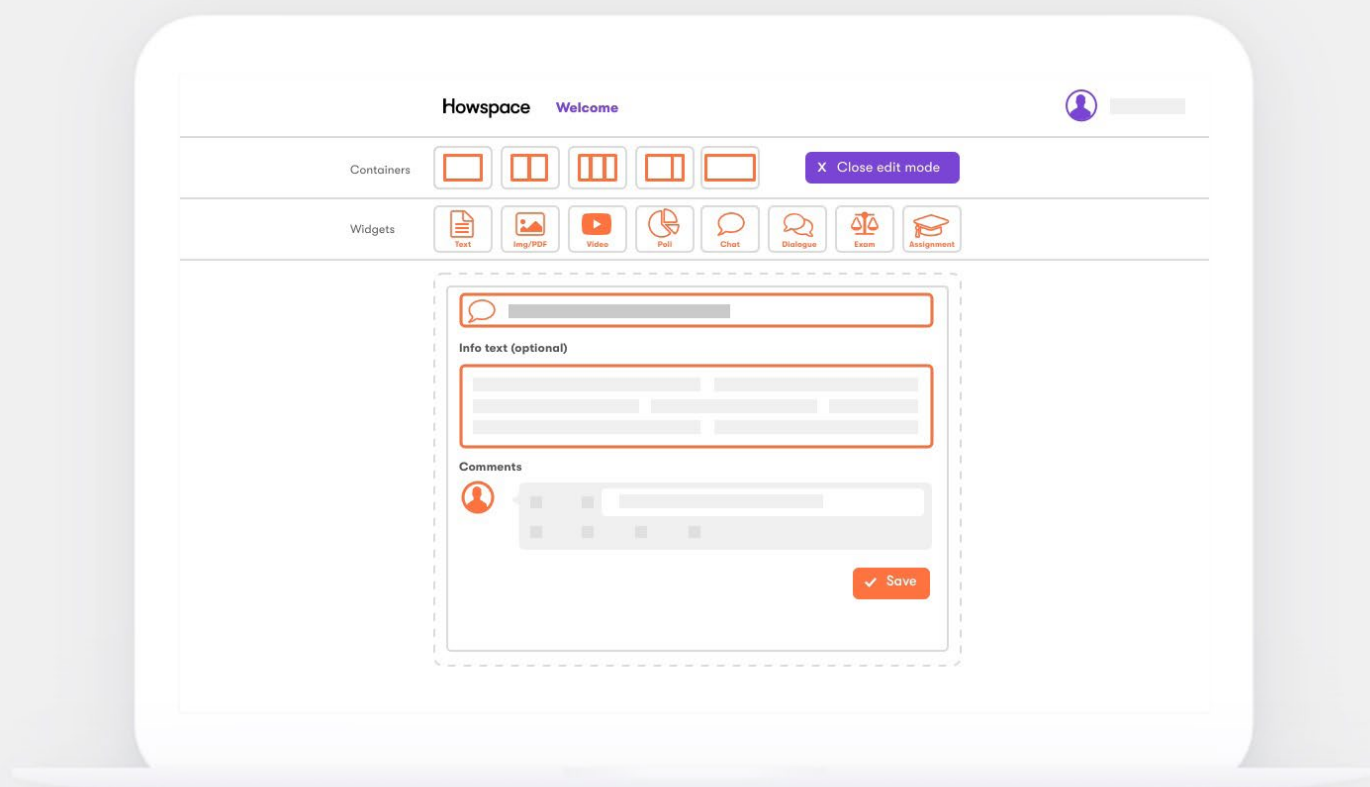 Howspace Welcome
Containers
X Close edit mode
Widgets
Text Img/PDF Video Poll Chat Dialogue Exam Assignment
Info text (optional)
Comments
Save